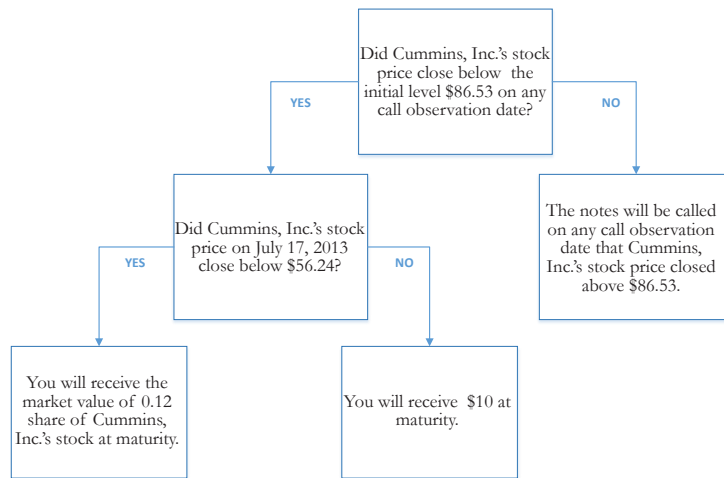 Did Cummins, Inc.'s stock
price close below the
initial level $86.53 on any
call observation date?
YES
NO
Did Cummins, Inc.'s stock
price on July 17, 2013
close below $56.24?
The notes will be called
on any call observation
date that Cummins,
Inc.'s stock price closed
above $86.53.
YES
NO
You will receive the
market value of 0.12
share of Cummins,
Inc.'s stock at maturity.
You will receive $10 at
maturity.